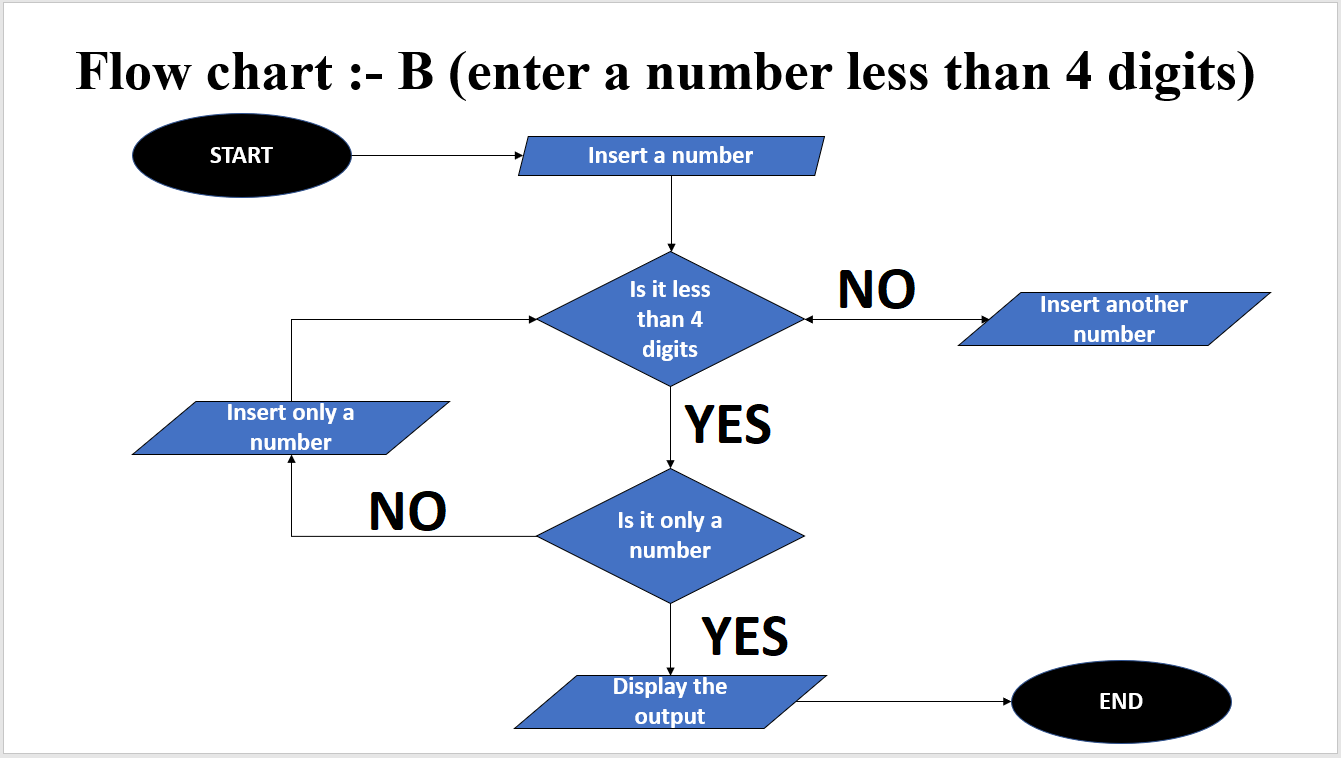 Flow chart :- B (enter a number less than 4 digits)
START
Insert a number
Is it less
than 4
digits
NO
Insert another
number
YES
Insert only a
number
NO
Is it only a
number
YES
Display the
output
END